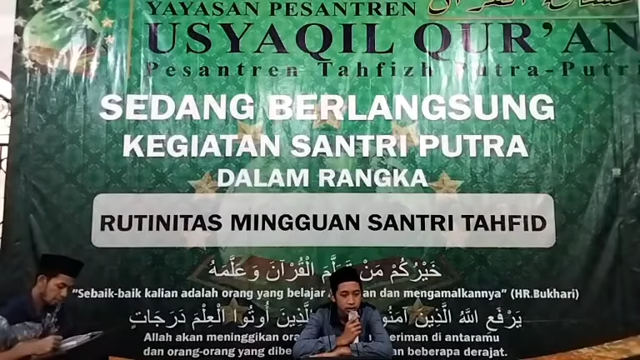 YAYASAN PESANTREN
USYAQIL QUR'AN
Pesantren Tahfizh Putra-Putri
SEDANG BERLANGSUNG
KEGIATAN SANTRI PUTRA
DALAM RANGKA
RUTINITAS MINGGUAN SANTRI TAHFID
خَيْرُكُمْ مَنْ تَعَلَّمَ الْقُرْآنَ وَعَلَّمَهُ
"Sebaik-baik kalian adalah orang yang belajar dan mengamalkannya" (HR.Bukhari)
يَرْفَعِ اللَّهُ الَّذِينَ آمَنُوا الَّذِينَ أُوتُوا الْعِلْمَ دَرَجَاتٍ
Allah akan meninggikan beriman di antaramu
dan orang-orang yang beberapa derajat.